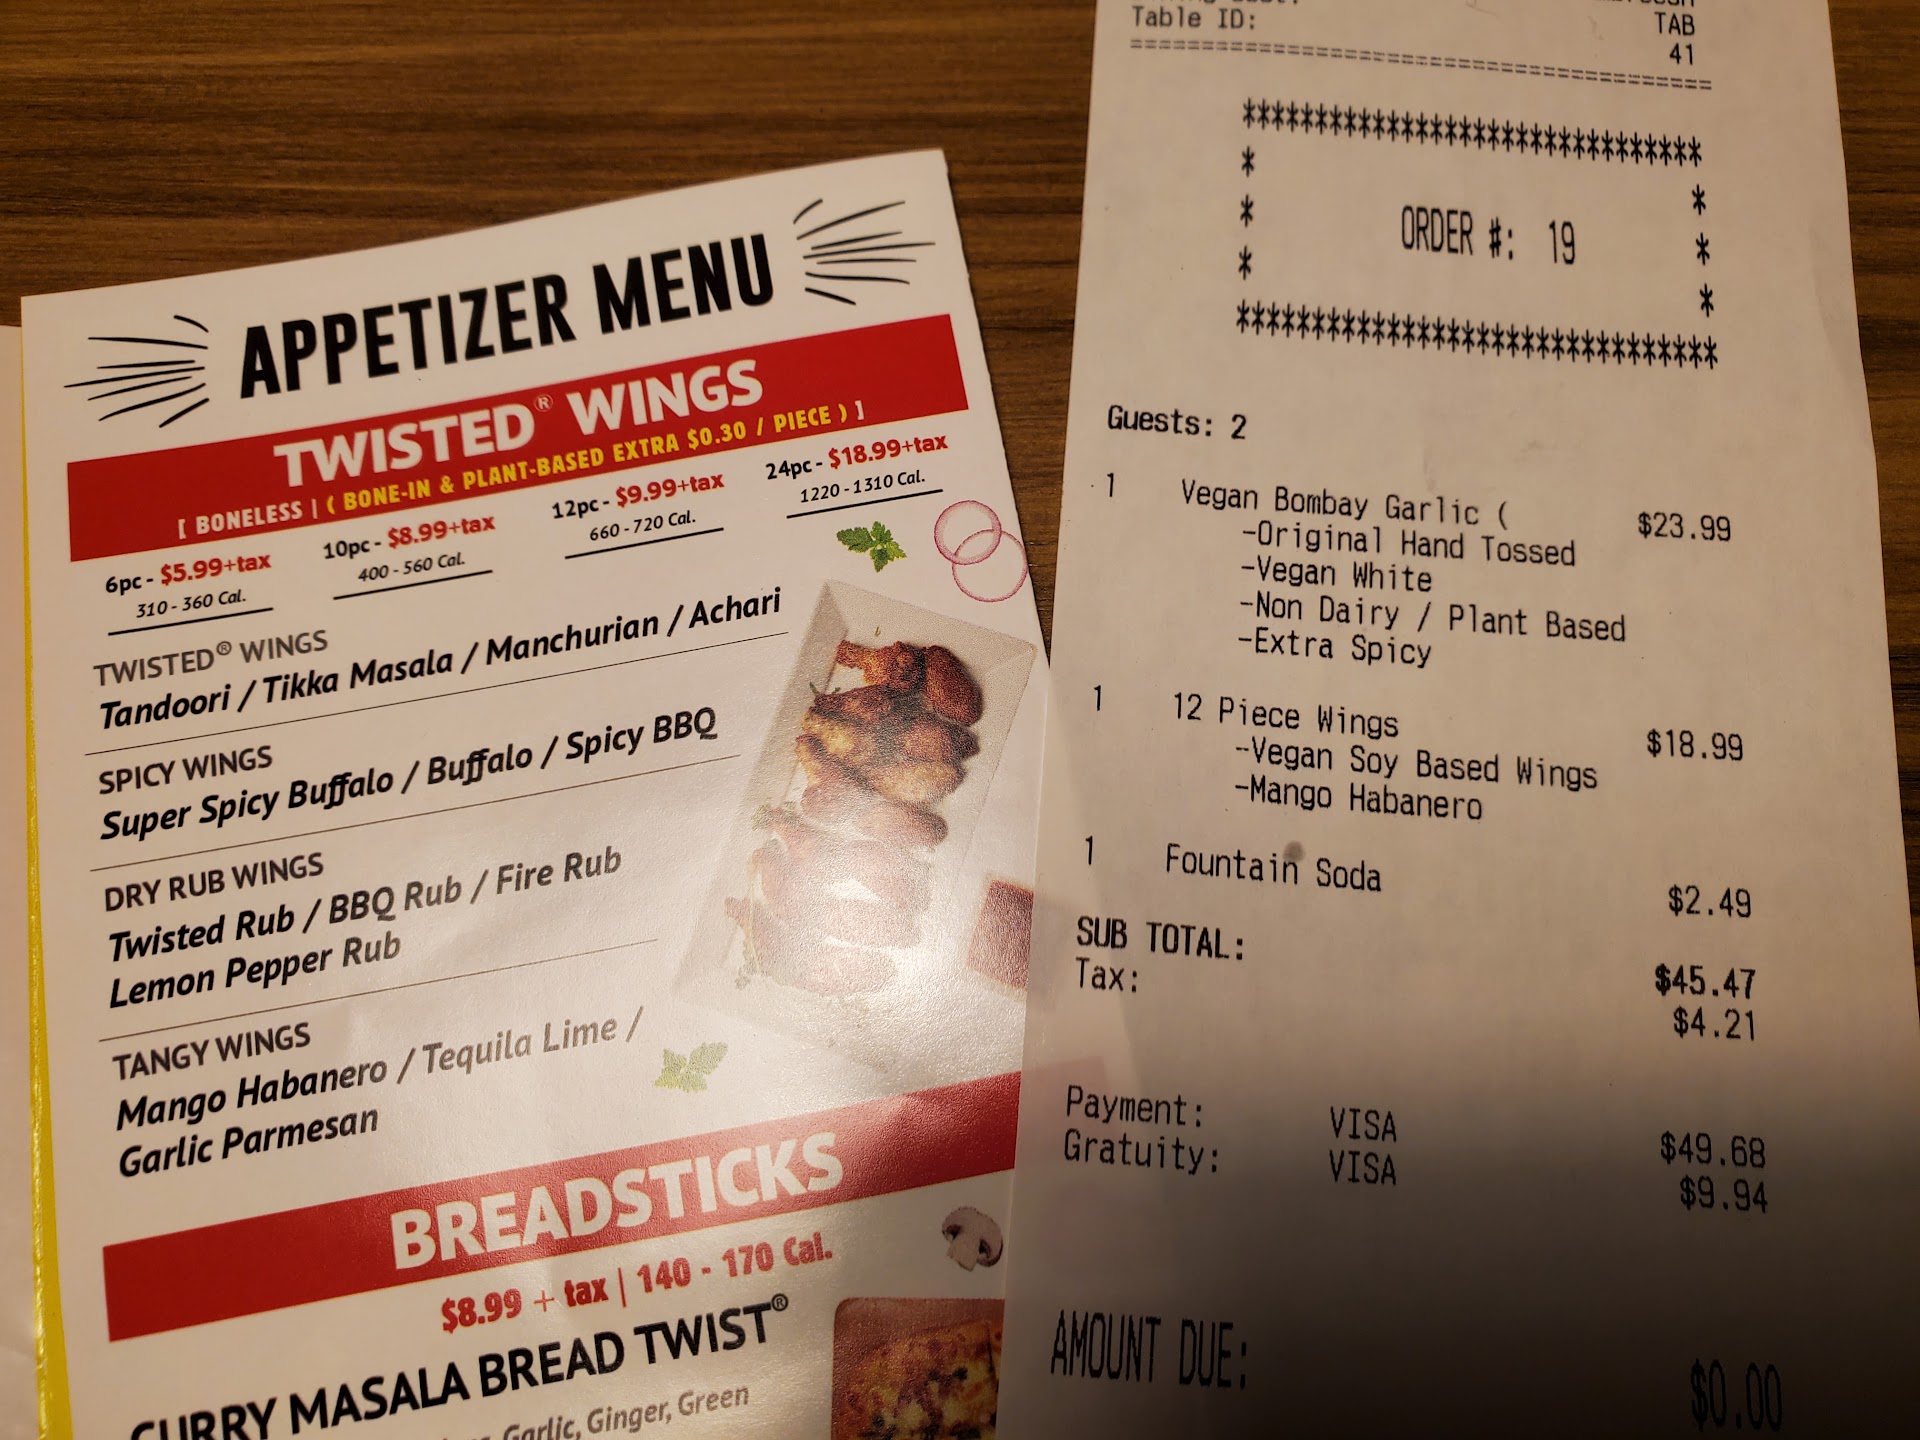 APPETIZER MENU
TWISTED® WINGS
[ BONELESS | ( BONE-IN & PLANT-BASED EXTRA $0.30 / PIECE ) ]
6pc - $5.99+tax 10pc - $8.99+tax 12pc - $9.99+tax 24pc - $18.99+tax
310 - 360 Cal. 400 - 560 Cal. 660 - 720 Cal. 1220 - 1310 Cal.
TWISTED® WINGS
Tandoori / Tikka Masala / Manchurian / Achari
SPICY WINGS
Super Spicy Buffalo / Buffalo / Spicy BBQ
DRY RUB WINGS
Twisted Rub / BBQ Rub / Fire Rub
Lemon Pepper Rub
TANGY WINGS
Mango Habanero / Tequila Lime /
Garlic Parmesan
BREADSTICKS
$8.99 + tax | 140 - 170 Cal.
CURRY MASALA BREAD TWIST®
Garlic, Ginger, Green
Table ID: TAB
41
===================================
********************************
* *
* ORDER #: 19 *
* *
********************************
Guests: 2
1 Vegan Bombay Garlic ( $23.99
-Original Hand Tossed
-Vegan White
-Non Dairy / Plant Based
-Extra Spicy
1 12 Piece Wings $18.99
-Vegan Soy Based Wings
-Mango Habanero
1 Fountain Soda $2.49
SUB TOTAL: $45.47
Tax: $4.21
Payment: VISA $49.68
Gratuity: VISA $9.94
AMOUNT DUE: $0.00